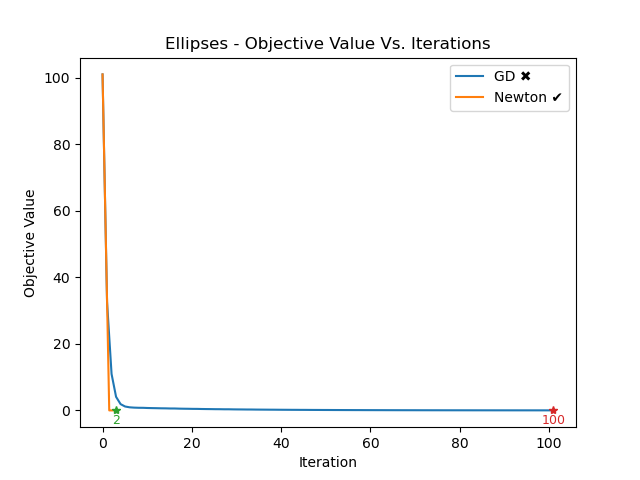 Ellipses - Objective Value Vs. Iterations
GD ✖
Newton ✔
Objective Value
100
80
60
40
20
0
2
100
0
20
40
60
80
100
Iteration